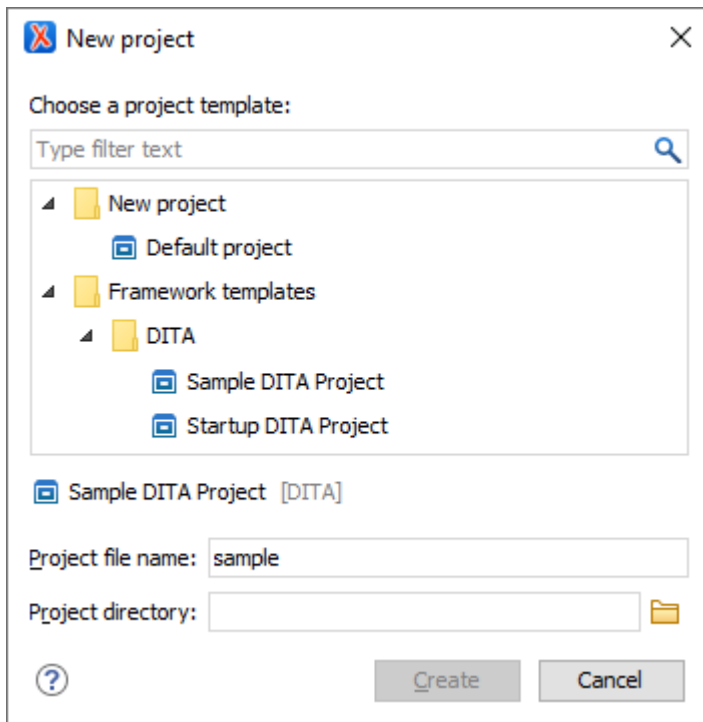 New project
Choose a project template:
Type filter text
New project
Default project
Framework templates
DITA
Sample DITA Project
Startup DITA Project
Sample DITA Project [DITA]
Project file name: sample
Project directory:
? Create Cancel